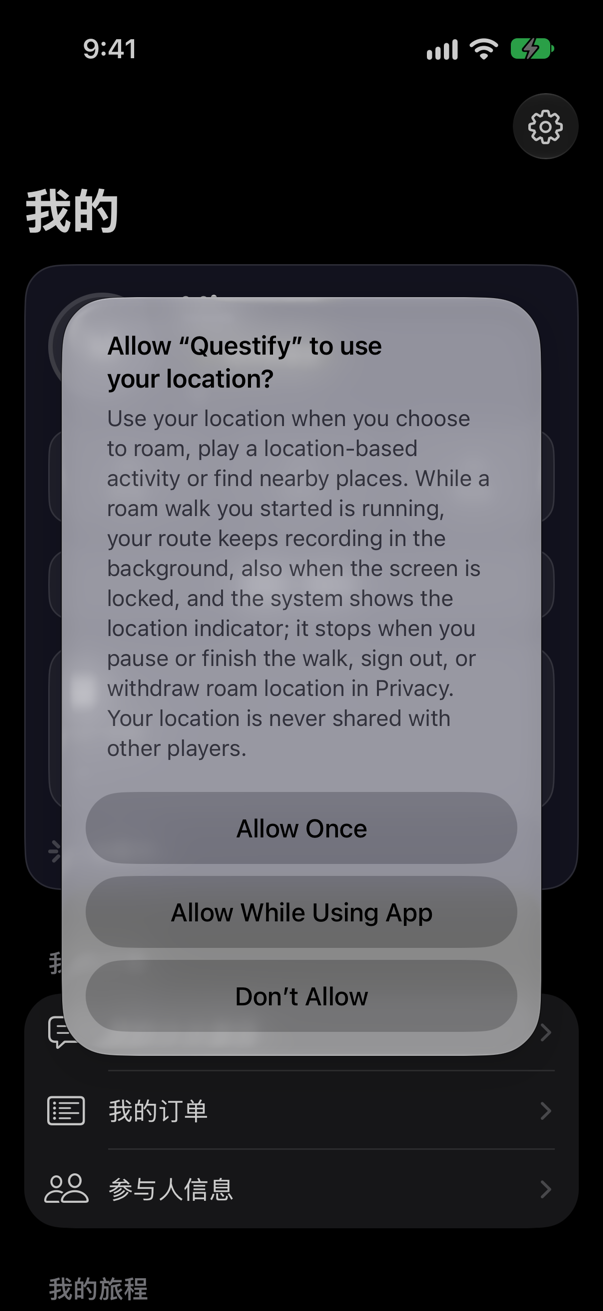 9:41
我的
Allow “Questify” to use
your location?
Use your location when you choose
to roam, play a location-based
activity or find nearby places. While a
roam walk you started is running,
your route keeps recording in the
background, also when the screen is
locked, and the system shows the
location indicator; it stops when you
pause or finish the walk, sign out, or
withdraw roam location in Privacy.
Your location is never shared with
other players.
Allow Once
Allow While Using App
Don’t Allow
我的订单
参与人信息
我的旅程